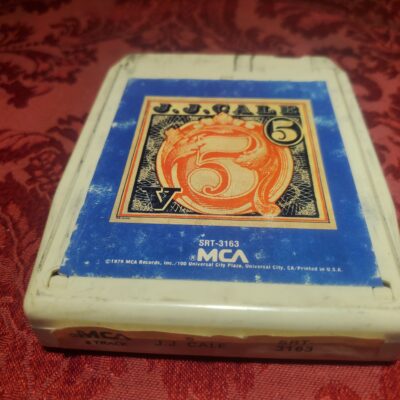 J.J. CALE
5
5
V
SRT-3163
MCA
©1979 MCA Records, Inc./100 Universal City Plaza, Universal City, CA/Printed in U.S.A.
MCA
8 TRACK
5
J.J. CALE
SRT
3163